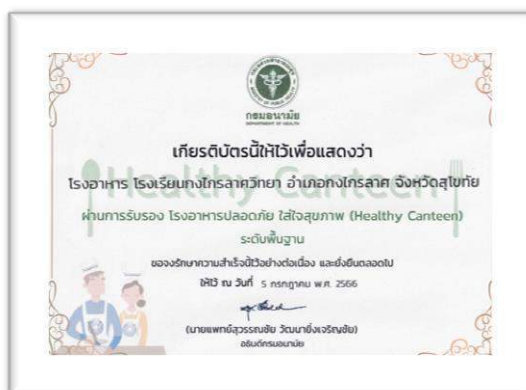 กรมอนามัย
DEPARTMENT OF HEALTH
เกียรติบัตรนี้ให้ไว้เพื่อแสดงว่า
Healthy Canteen
โรงอาหาร โรงเรียนกงไกรลาศวิทยา อำเภอกงไกรลาศ จังหวัดสุโขทัย
ผ่านการรับรอง โรงอาหารปลอดภัย ใส่ใจสุขภาพ (Healthy Canteen)
ระดับพื้นฐาน
ขอจงรักษาความสำเร็จนี้ไว้อย่างต่อเนื่อง และยั่งยืนตลอดไป
ให้ไว้ ณ วันที่ 5 กรกฎาคม พ.ศ. 2566
(นายแพทย์สุวรรณชัย วัฒนายิ่งเจริญชัย)
อธิบดีกรมอนามัย